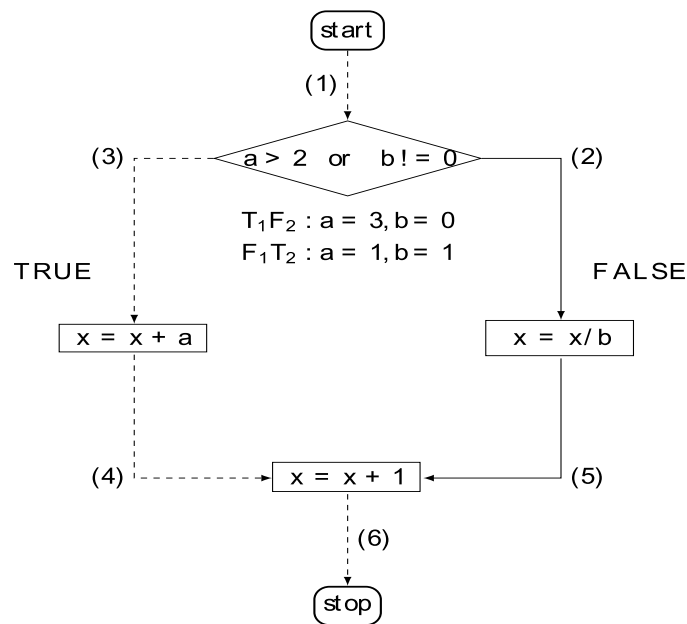 start
(1)
(3)
a > 2 or b != 0
(2)
T₁F₂ : a = 3, b = 0
F₁T₂ : a = 1, b = 1
TRUE
FALSE
x = x + a
x = x/b
(4)
x = x + 1
(5)
(6)
stop